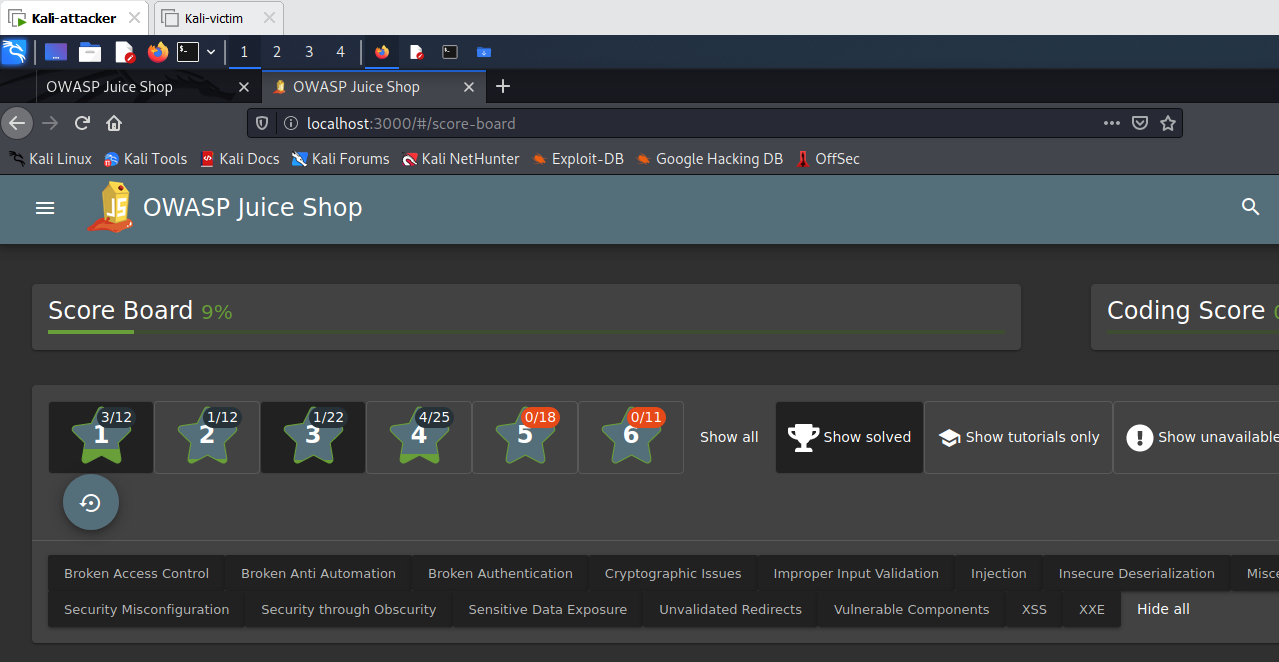 Kali-attacker Kali-victim
1 2 3 4
OWASP Juice Shop OWASP Juice Shop
localhost:3000/#/score-board
Kali Linux Kali Tools Kali Docs Kali Forums Kali NetHunter Exploit-DB Google Hacking DB OffSec
JS OWASP Juice Shop
Score Board 9% Coding Score
3/12 1/12 1/22 4/25 0/18 0/11
1 2 3 4 5 6 Show all Show solved Show tutorials only Show unavailable
Broken Access Control Broken Anti Automation Broken Authentication Cryptographic Issues Improper Input Validation Injection Insecure Deserialization Misce
Security Misconfiguration Security through Obscurity Sensitive Data Exposure Unvalidated Redirects Vulnerable Components XSS XXE Hide all